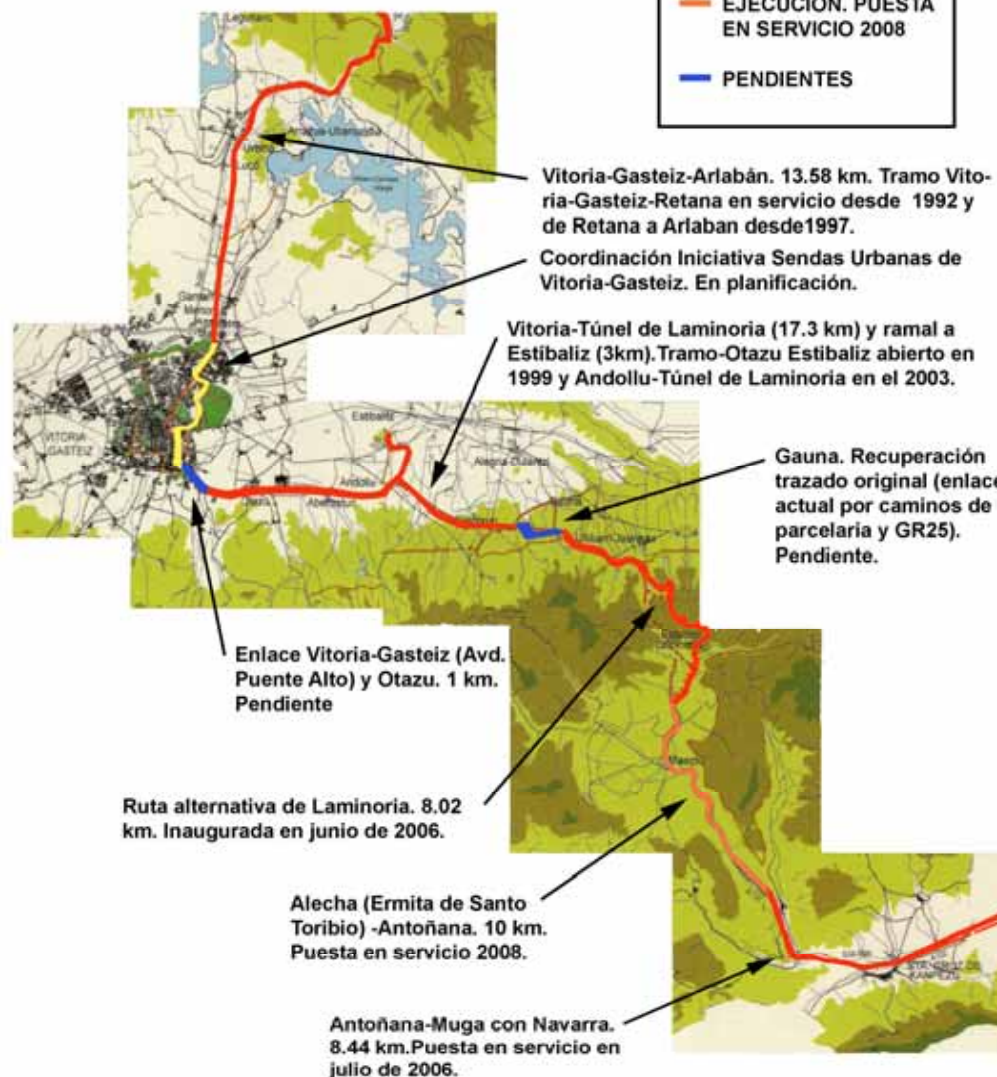 EJECUCIÓN. PUESTA
EN SERVICIO 2008
PENDIENTES
Vitoria-Gasteiz-Arlabán. 13.58 km. Tramo Vito-
ria-Gasteiz-Retana en servicio desde 1992 y
de Retana a Arlaban desde1997.
Coordinación Iniciativa Sendas Urbanas de
Vitoria-Gasteiz. En planificación.
Vitoria-Túnel de Laminoria (17.3 km) y ramal a
Estíbaliz (3km).Tramo-Otazu Estibaliz abierto en
1999 y Andollu-Túnel de Laminoria en el 2003.
VITORIA
GASTEIZ
Estibaliz
Andollu
Gauna. Recuperación
trazado original (enlace
actual por caminos de
parcelaria y GR25).
Pendiente.
Enlace Vitoria-Gasteiz (Avd.
Puente Alto) y Otazu. 1 km.
Pendiente
Ruta alternativa de Laminoria. 8.02
km. Inaugurada en junio de 2006.
Alecha (Ermita de Santo
Toribio) -Antoñana. 10 km.
Puesta en servicio 2008.
Antoñana-Muga con Navarra.
8.44 km.Puesta en servicio en
julio de 2006.